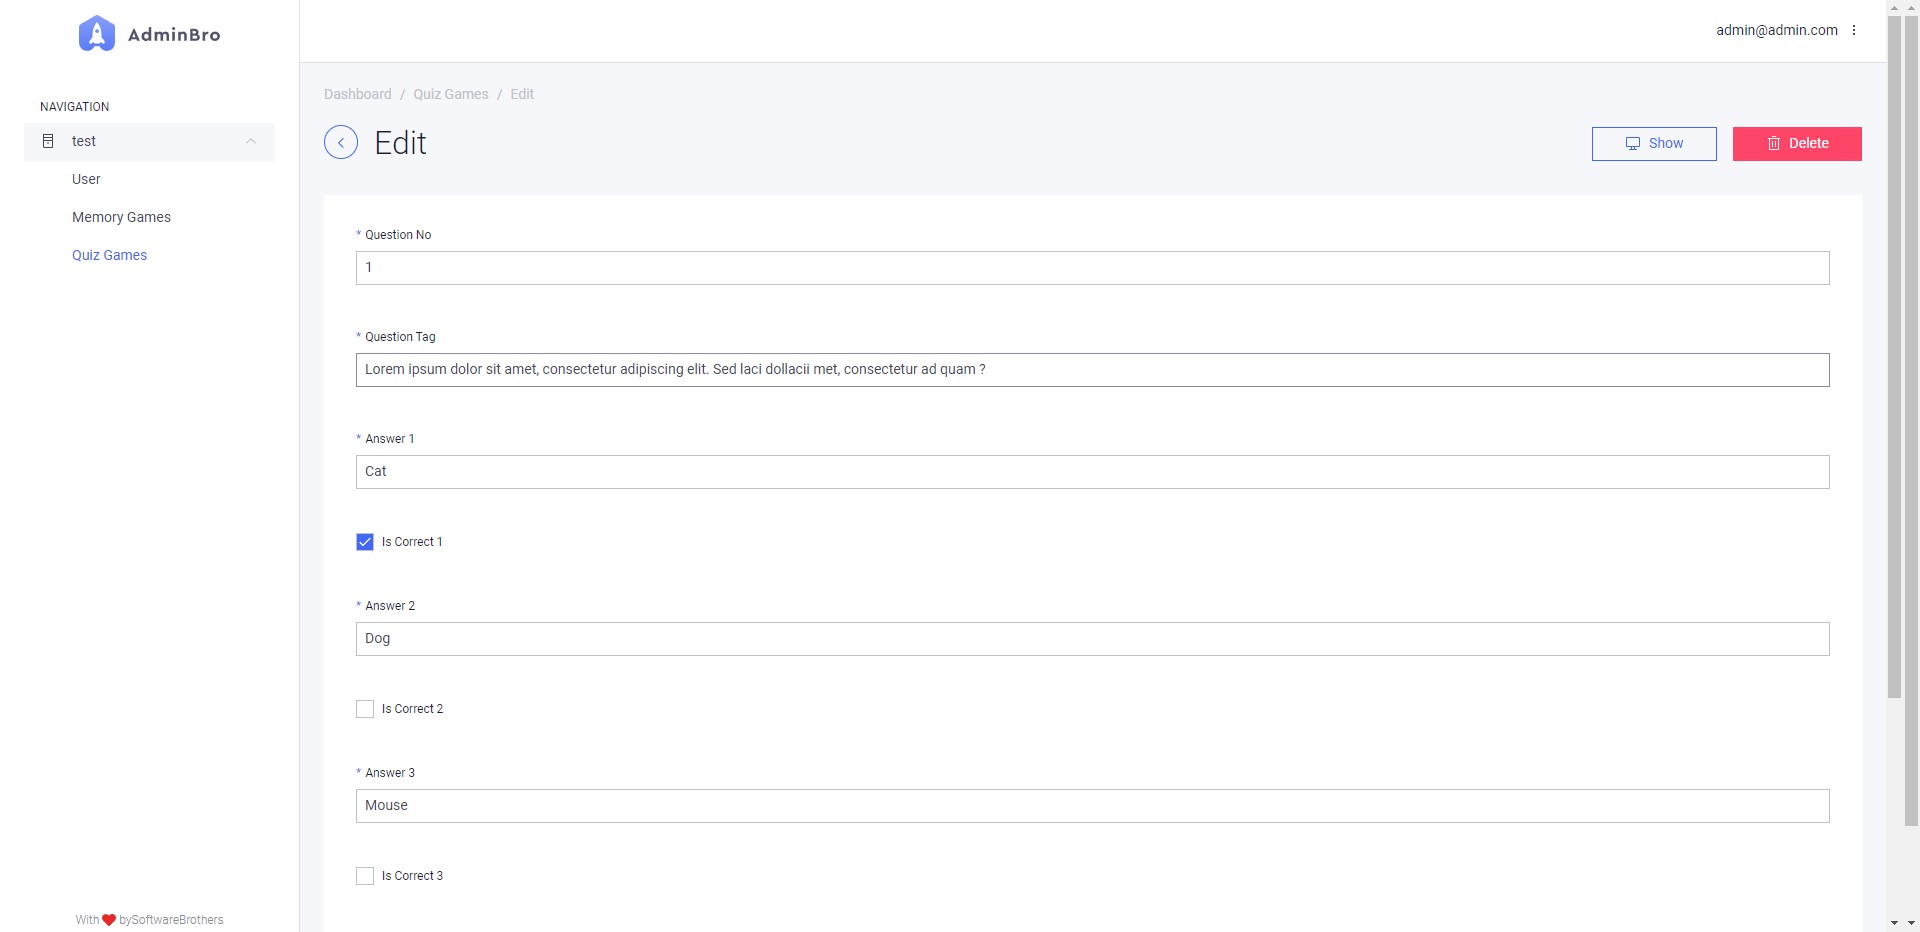 AdminBro
admin@admin.com
NAVIGATION
test
User
Memory Games
Quiz Games
With ❤ bySoftwareBrothers
Dashboard / Quiz Games / Edit
Edit
Show
Delete
* Question No
1
* Question Tag
Lorem ipsum dolor sit amet, consectetur adipiscing elit. Sed laci dollacii met, consectetur ad quam ?
* Answer 1
Cat
Is Correct 1
* Answer 2
Dog
Is Correct 2
* Answer 3
Mouse
Is Correct 3